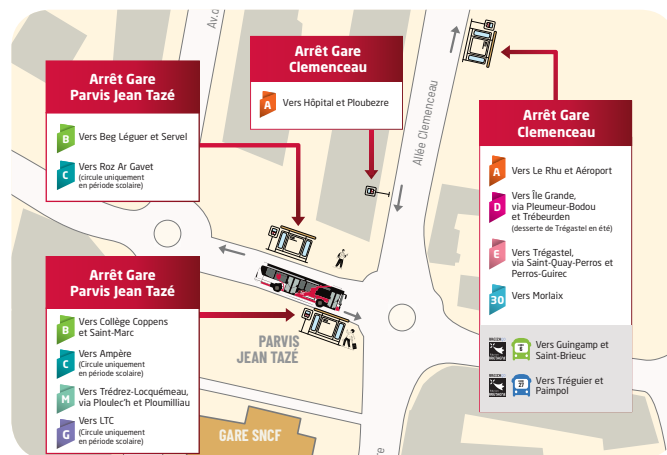 Av.
Arrêt Gare
Parvis Jean Tazé
B
Vers Beg Léguer et Servel
C
Vers Roz Ar Gavet
(circule uniquement
en période scolaire)
Arrêt Gare
Clemenceau
A
Vers Hôpital et Ploubezre
Allée Clemenceau
Arrêt Gare
Clemenceau
A
Vers Le Rhu et Aéroport
D
Vers Île Grande,
via Pleumeur-Bodou
et Trébeurden
(desserte de Trégastel en été)
E
Vers Trégastel,
via Saint-Quay-Perros et
Perros-Guirec
30
Vers Morlaix
BREIZH
6
Vers Guingamp et
Saint-Brieuc
BREIZH
27
Vers Tréguier et
Paimpol
Arrêt Gare
Parvis Jean Tazé
B
Vers Collège Coppens
et Saint-Marc
C
Vers Ampère
(Circule uniquement
en période scolaire)
M
Vers Trédrez-Locquémeau,
via Ploulec'h et Ploumilliau
G
Vers LTC
(Circule uniquement
en période scolaire)
PARVIS
JEAN TAZÉ
GARE SNCF